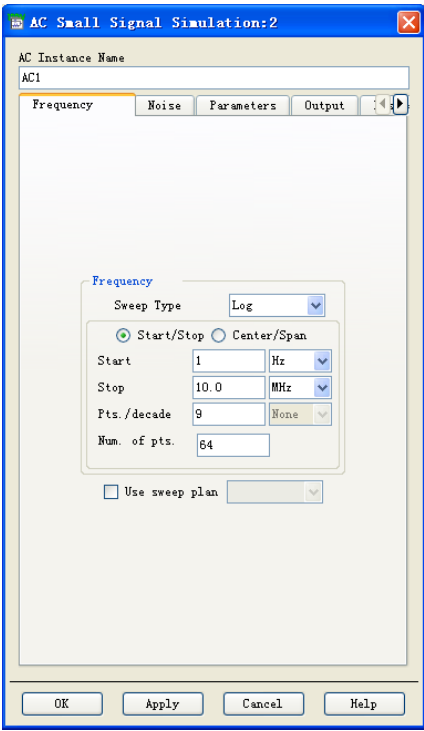 AC Small Signal Simulation:2
AC Instance Name
AC1
Frequency Noise Parameters Output
Frequency
Sweep Type Log
Start/Stop Center/Span
Start 1 Hz
Stop 10.0 MHz
Pts./decade 9 None
Num. of pts. 64
Use sweep plan
OK Apply Cancel Help